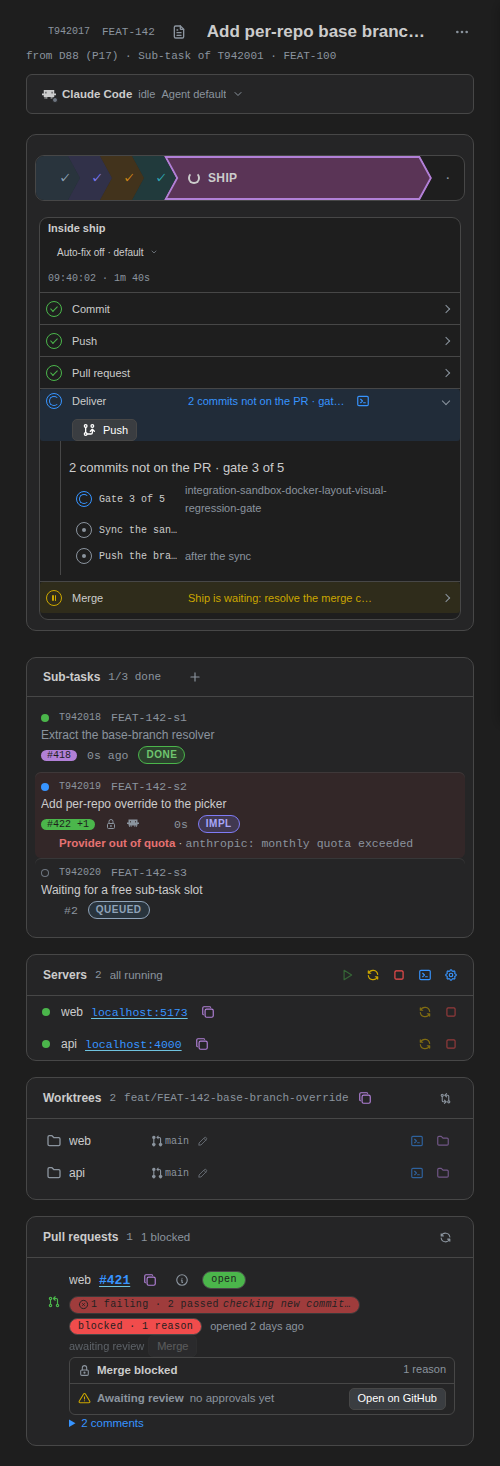 T942017 FEAT-142 Add per-repo base branc…
from D88 (P17) · Sub-task of T942001 · FEAT-100
Claude Code idle Agent default
SHIP
Inside ship
Auto-fix off · default
09:40:02 · 1m 40s
Commit
Push
Pull request
Deliver 2 commits not on the PR · gat…
Push
2 commits not on the PR · gate 3 of 5
Gate 3 of 5 integration-sandbox-docker-layout-visual-
regression-gate
Sync the san…
Push the bra… after the sync
Merge Ship is waiting: resolve the merge c…
Sub-tasks 1/3 done
T942018 FEAT-142-s1
Extract the base-branch resolver
#418 0s ago DONE
T942019 FEAT-142-s2
Add per-repo override to the picker
#422 +1 0s IMPL
Provider out of quota · anthropic: monthly quota exceeded
T942020 FEAT-142-s3
Waiting for a free sub-task slot
#2 QUEUED
Servers 2 all running
web localhost:5173
api localhost:4000
Worktrees 2 feat/FEAT-142-base-branch-override
web main
api main
Pull requests 1 1 blocked
web #421 open
1 failing · 2 passed checking new commit…
blocked · 1 reason opened 2 days ago
awaiting review Merge
Merge blocked 1 reason
Awaiting review no approvals yet Open on GitHub
2 comments